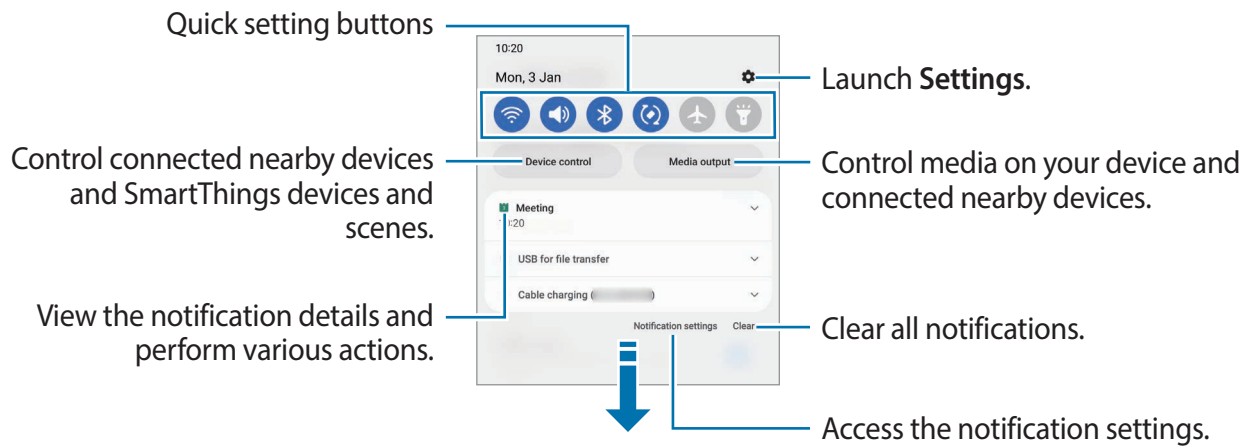 Quick setting buttons
10:20
Mon, 3 Jan
Launch Settings.
Control connected nearby devices
and SmartThings devices and
scenes.
Device control
Media output
Control media on your device and
connected nearby devices.
Meeting
10:20
USB for file transfer
Cable charging (
)
View the notification details and
perform various actions.
Notification settings
Clear
Clear all notifications.
Access the notification settings.